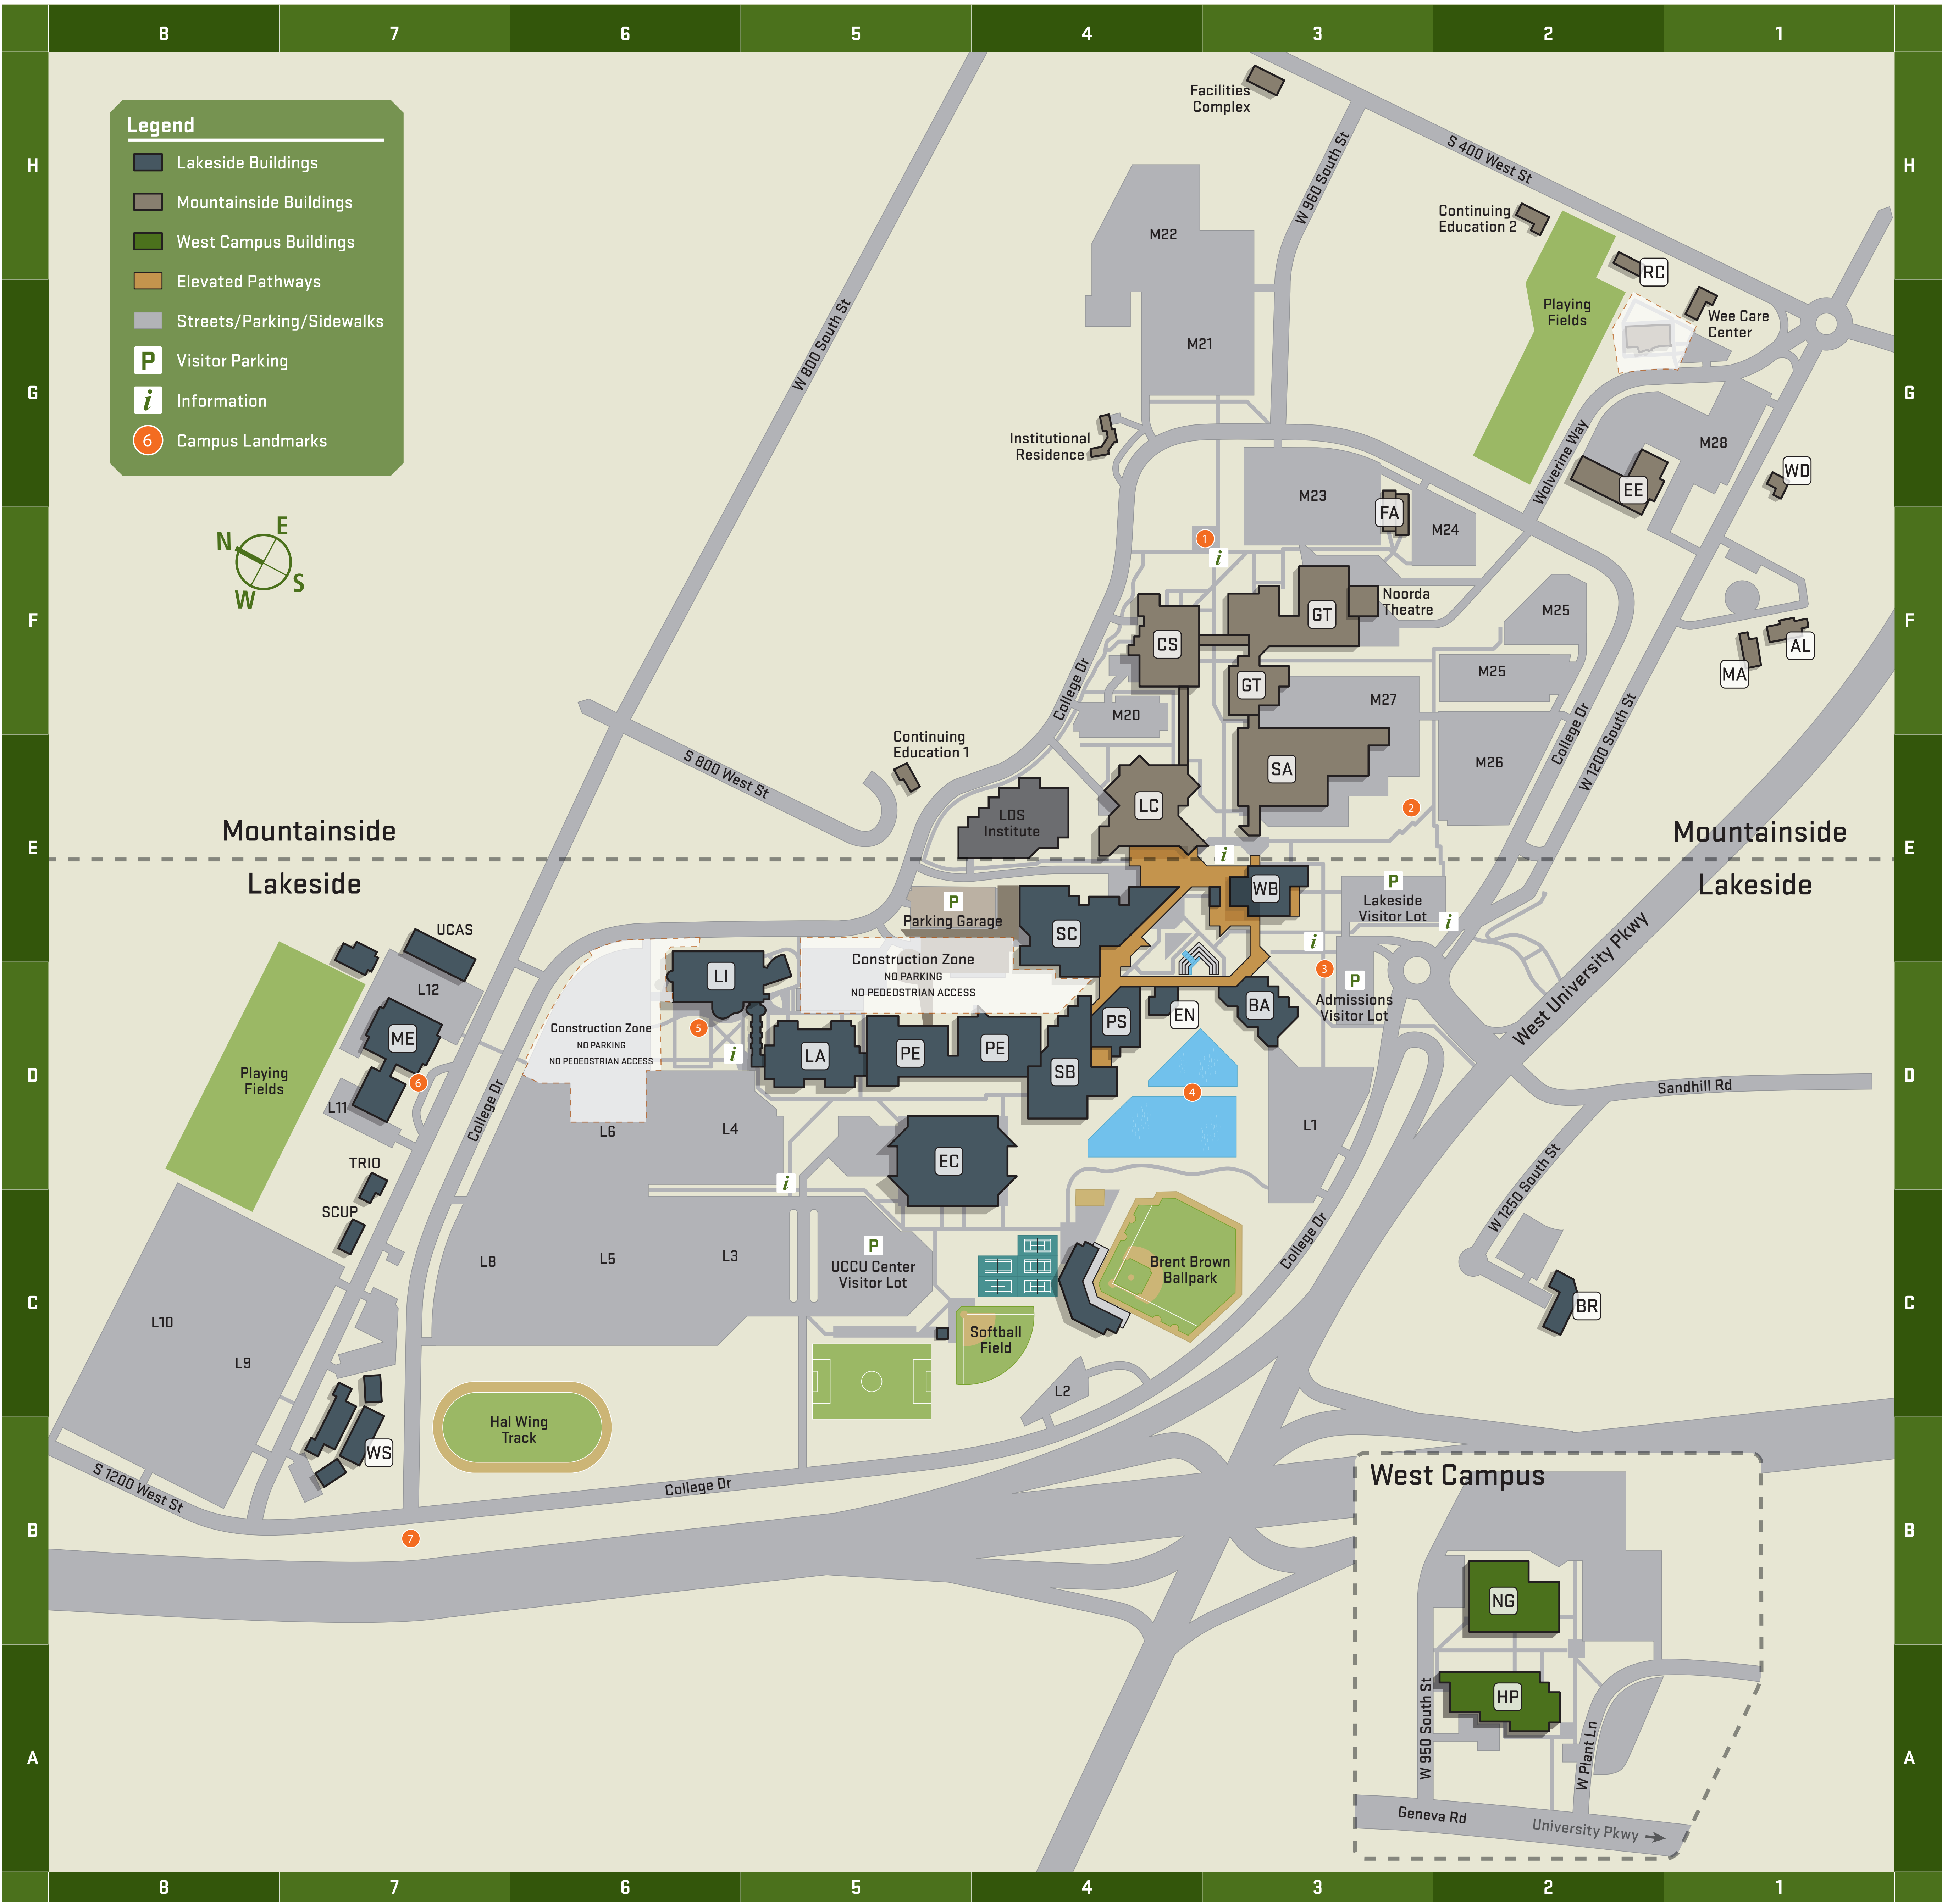 8 7 6 5 4 3 2 1
H
H
Facilities
Complex
Legend
Lakeside Buildings
Mountainside Buildings
West Campus Buildings
Elevated Pathways
Streets/Parking/Sidewalks
P Visitor Parking
i Information
6 Campus Landmarks
S 400 West St
W 960 South St
Continuing
Education 2
M22
RC
Playing
Fields
Wee Care
Center
W 800 South St
M21
G
G
Institutional
Residence
M28
Wolverine Way
EE
WD
M23
FA
M24
N
E
S
W
1
i
F
F
GT
Noorda
Theatre
M25
CS
MA
AL
GT
M25
M27
College Dr
M20
College Dr
W 1200 South St
Continuing
Education 1
S 800 West St
SA
M26
LC
2
LDS
Institute
E
E
Mountainside
Mountainside
i
Lakeside
Lakeside
WB
P
Lakeside
Visitor Lot
i
P
Parking Garage
UCAS
SC
i
Construction Zone
NO PARKING
NO PEDEDSTRIAN ACCESS
LI
L12
3
P
Admissions
Visitor Lot
BA
EN
PS
West University Pkwy
ME
5
Construction Zone
NO PARKING
NO PEDEDSTRIAN ACCESS
i
LA
PE
PE
SB
6
D
D
Playing
Fields
L11
College Dr
4
Sandhill Rd
L6
L4
L1
EC
TRIO
i
SCUP
W 1250 South St
College Dr
L8
L5
L3
P
UCCU Center
Visitor Lot
Brent Brown
Ballpark
C
C
BR
L10
L9
Softball
Field
L2
Hal Wing
Track
WS
S 1200 West St
College Dr
West Campus
7
B
B
NG
HP
W 950 South St
W Plant Ln
A
A
Geneva Rd
University Pkwy
8 7 6 5 4 3 2 1